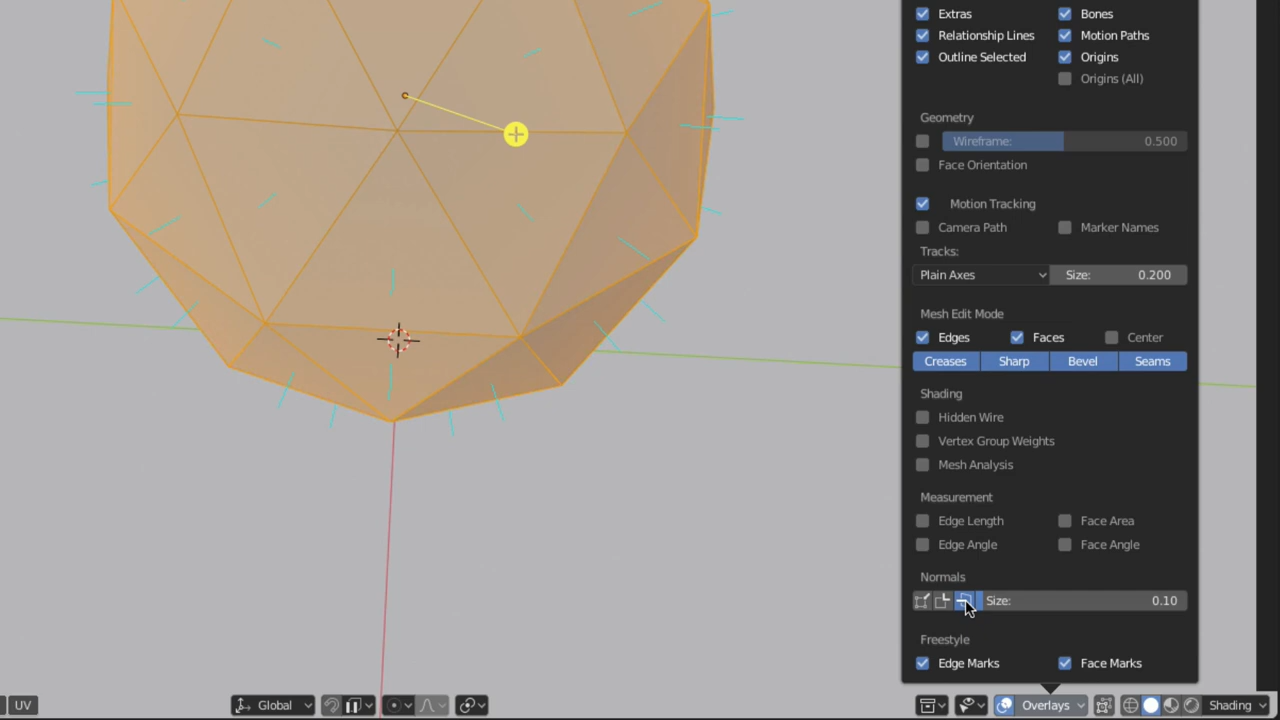 Extras Bones
Relationship Lines Motion Paths
Outline Selected Origins
Origins (All)
Geometry
Wireframe: 0.500
Face Orientation
Motion Tracking
Camera Path Marker Names
Tracks:
Plain Axes Size: 0.200
Mesh Edit Mode
Edges Faces Center
Creases Sharp Bevel Seams
Shading
Hidden Wire
Vertex Group Weights
Mesh Analysis
Measurement
Edge Length Face Area
Edge Angle Face Angle
Normals
Size: 0.10
Freestyle
Edge Marks Face Marks
UV Global Overlays Shading